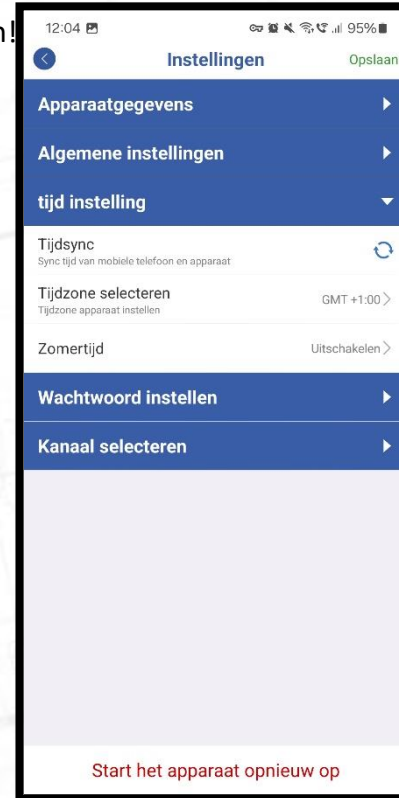 n!
12:04
95%
Instellingen
Opslaan
Apparaatgegevens
Algemene instellingen
tijd instelling
Tijdsync
Sync tijd van mobiele telefoon en apparaat
Tijdzone selecteren
GMT +1:00
Tijdzone apparaat instellen
Zomertijd
Uitschakelen
Wachtwoord instellen
Kanaal selecteren
Start het apparaat opnieuw op